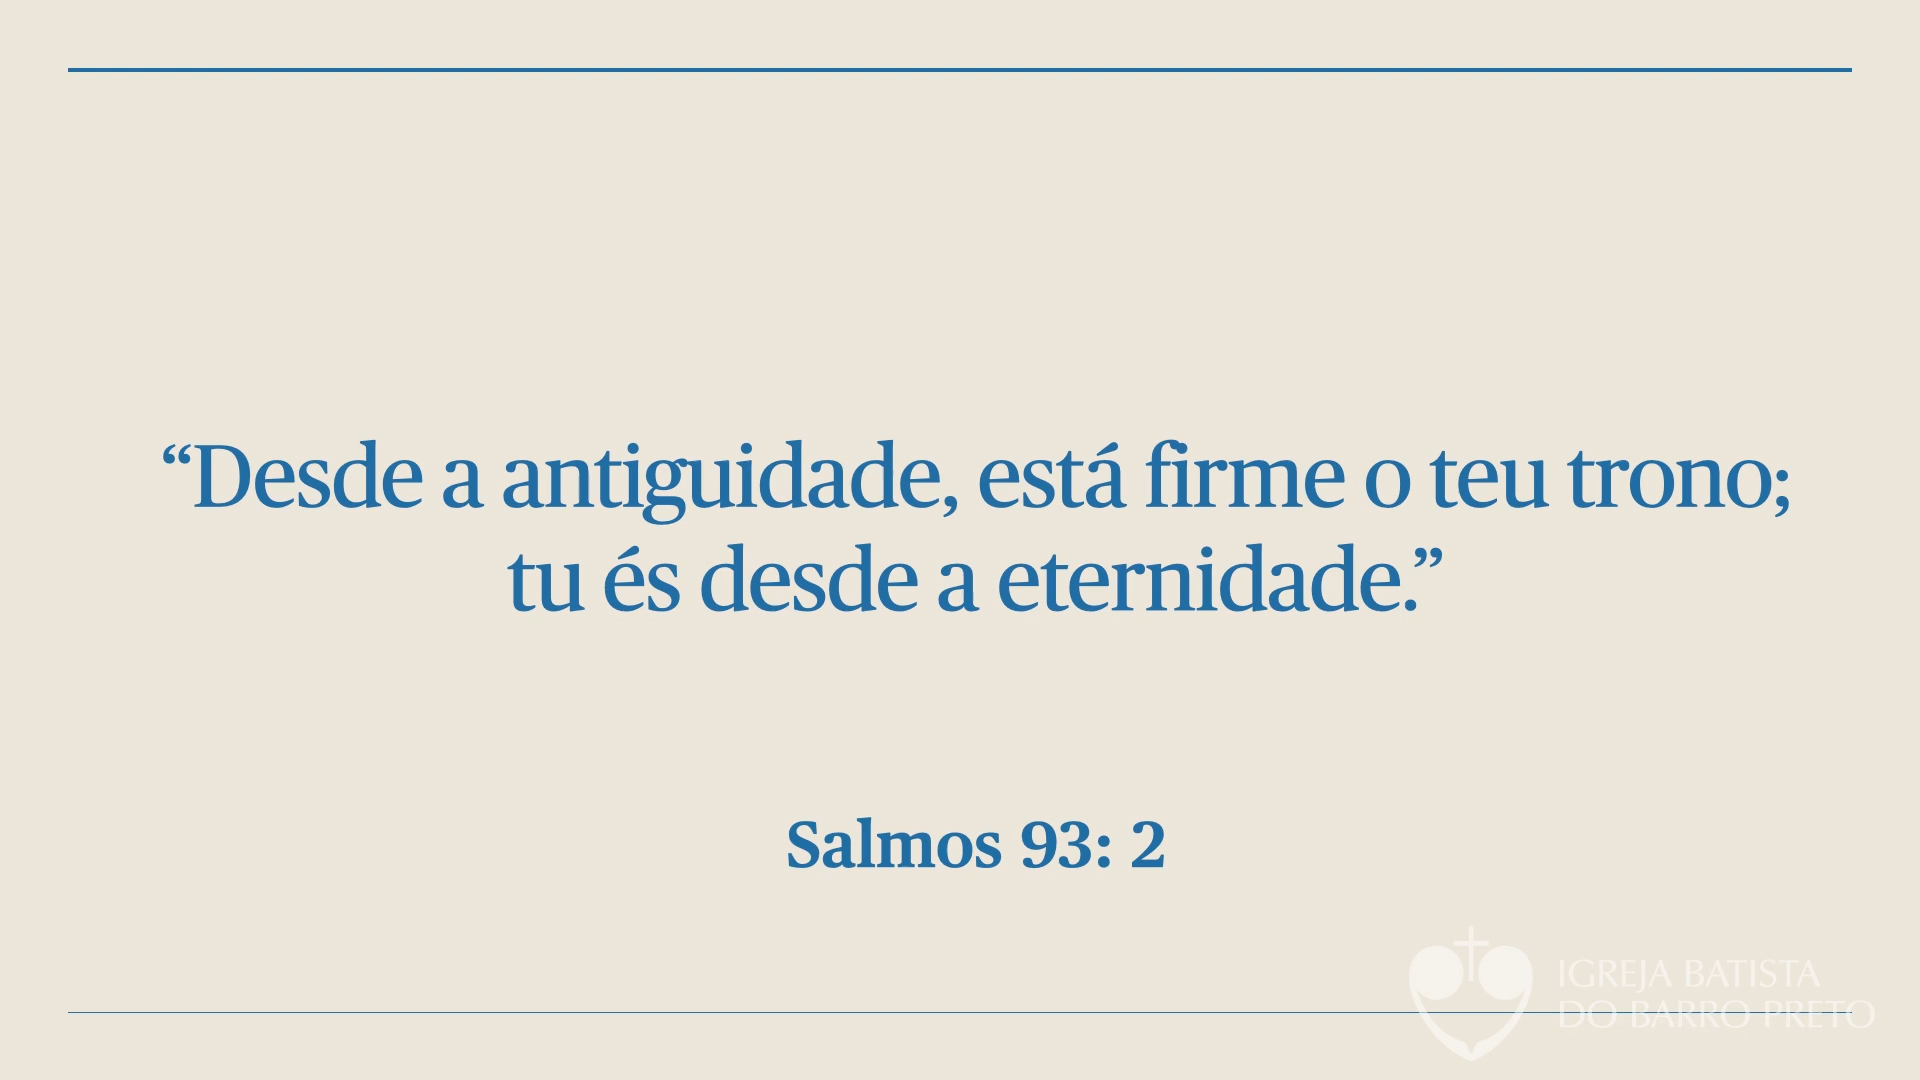 “Desde a antiguidade, está firme o teu trono;
tu és desde a eternidade.”
Salmos 93: 2
IGREJA BATISTA
DO BARRO PRETO